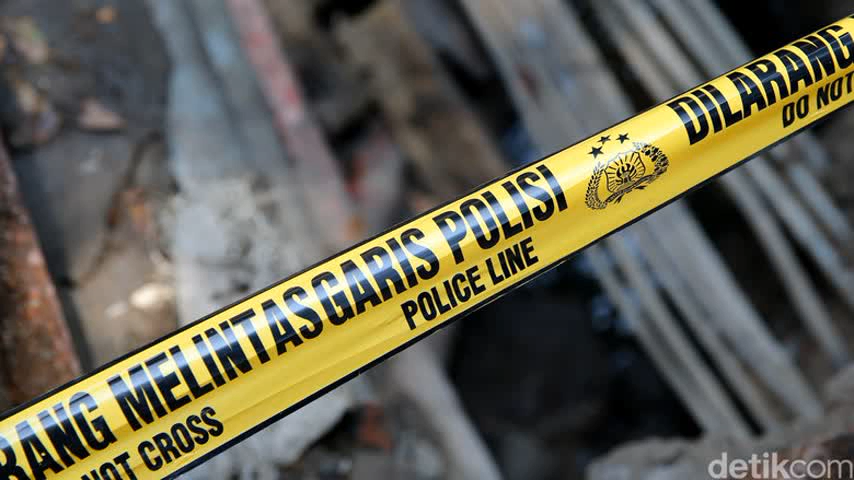 RANG MELINTAS GARIS POLISI DILARANG
NOT CROSS POLICE LINE DO NOT
detikcom